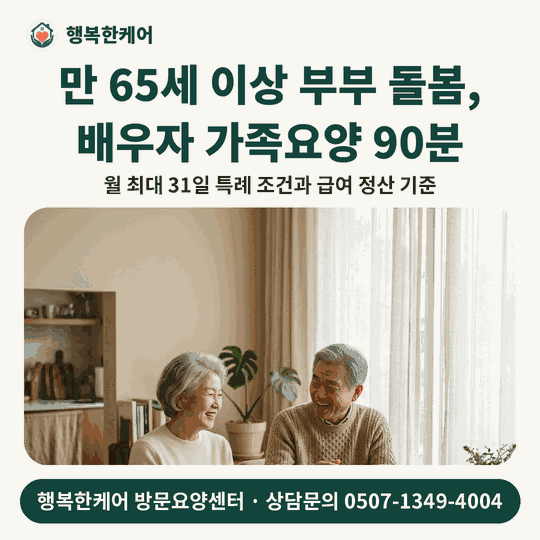 행복한케어
만 65세 이상 부부 돌봄,
배우자 가족요양 90분
월 최대 31일 특례 조건과 급여 정산 기준
행복한케어 방문요양센터 · 상담문의 0507-1349-4004